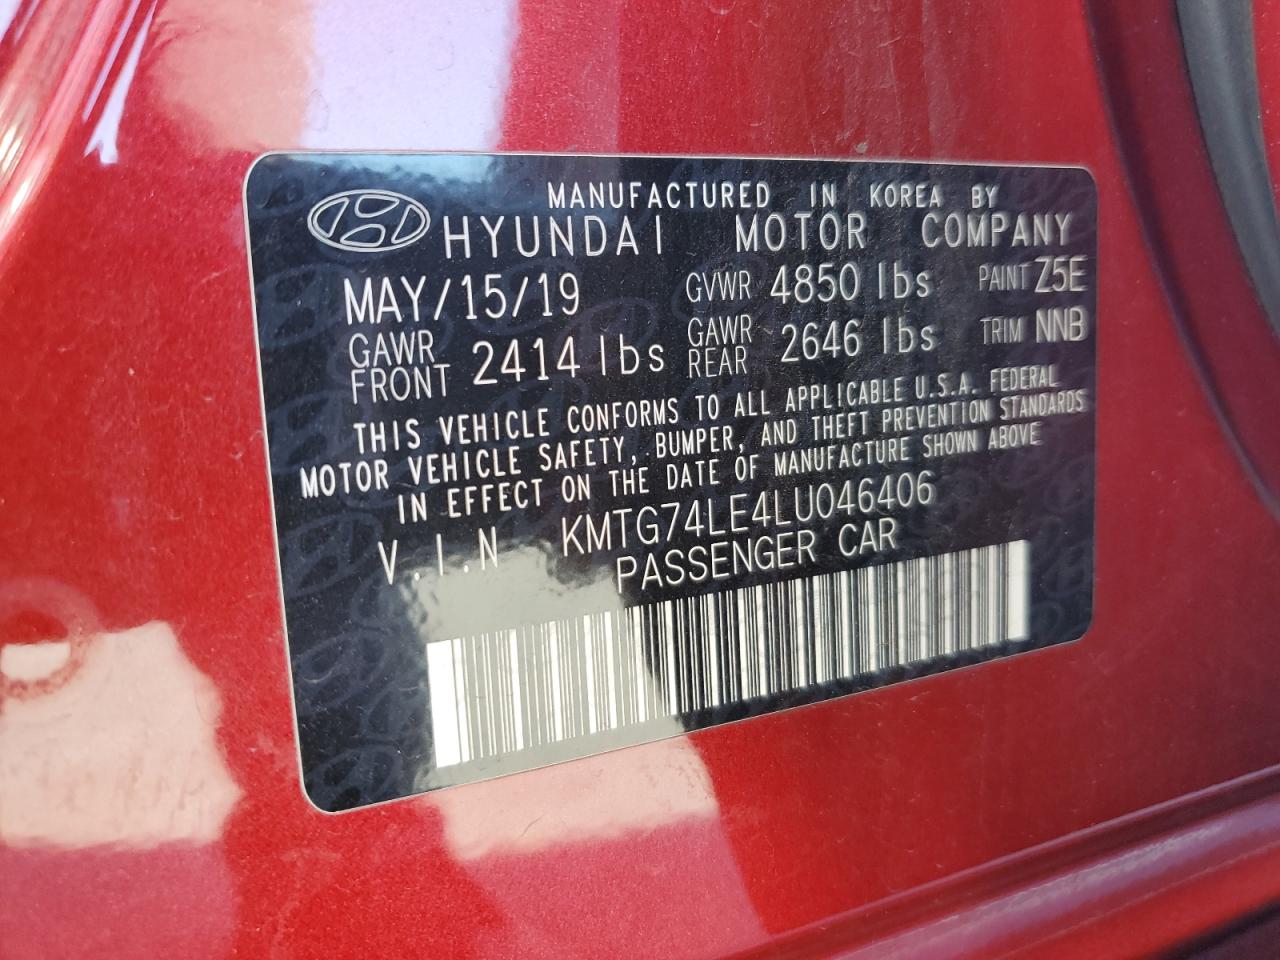 MANUFACTURED IN KOREA BY
HYUNDAI MOTOR COMPANY
MAY/15/19 GVWR 4850 lbs PAINT Z5E
GAWR FRONT 2414 lbs GAWR REAR 2646 lbs TRIM NNB
THIS VEHICLE CONFORMS TO ALL APPLICABLE U.S.A. FEDERAL
MOTOR VEHICLE SAFETY, BUMPER, AND THEFT PREVENTION STANDARDS
IN EFFECT ON THE DATE OF MANUFACTURE SHOWN ABOVE
V.I.N KMTG74LE4LU046406
PASSENGER CAR